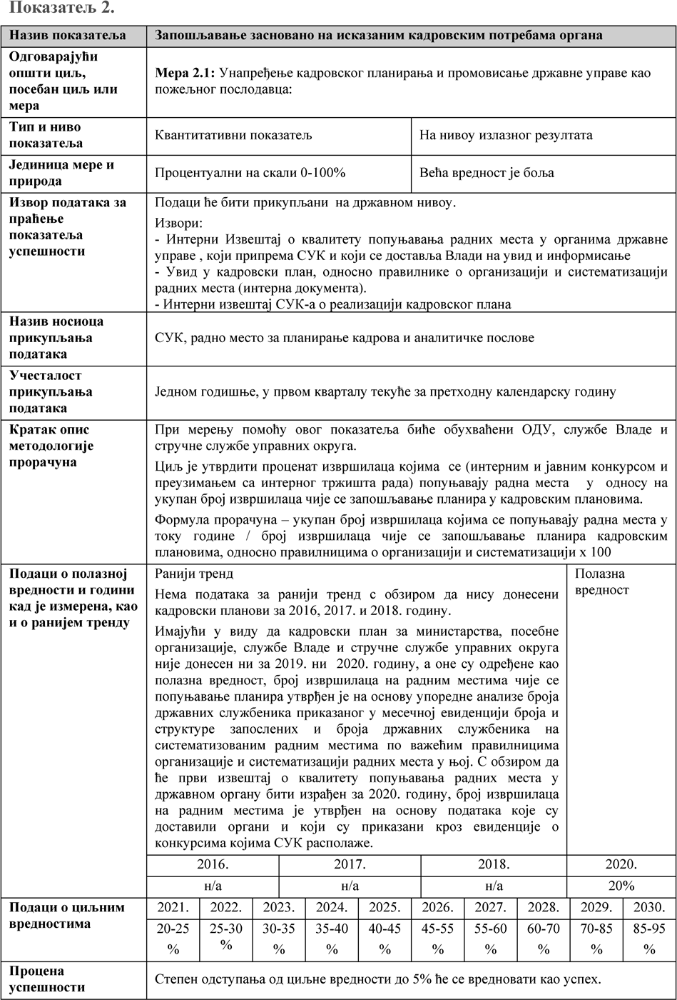 Показатељ 2.
Назив показатеља
Запошљавање засновано на исказаним кадровским потребама органа
Одговарајући
општи циљ,
посебан циљ или
мера
Мера 2.1: Унапређење кадровског планирања и промовисање државне управе као
пожељног послодавца:
Тип и ниво
показатеља
Квантитативни показатељ
На нивоу излазног резултата
Јединица мере и
природа
Процентуални на скали 0-100%
Већа вредност је боља
Извор података за
праћење
показатеља
успешности
Подаци ће бити прикупљани на државном нивоу.
Извори:
- Интерни Извештај о квалитету попуњавања радних места у органима државне
управе , који припрема СУК и који се доставља Влади на увид и информисање
- Увид у кадровски план, односно правилнике о организацији и систематизацији
радних места (интерна документа).
- Интерни извештај СУК-а о реализацији кадровског плана
Назив носиоца
прикупљања
података
СУК, радно место за планирање кадрова и аналитичке послове
Учесталост
прикупљања
података
Једном годишње, у првом кварталу текуће за претходну календарску годину
Кратак опис
методологије
прорачуна
При мерењу помоћу овог показатеља биће обухваћени ОДУ, службе Владе и
стручне службе управних округа.
Циљ је утврдити проценат извршилаца којима се (интерним и јавним конкурсом и
преузимањем са интерног тржишта рада) попуњавају радна места у односу на
укупан број извршилаца чије се запошљавање планира у кадровским плановима.
Формула прорачуна – укупан број извршилаца којима се попуњавају радна места у
току године / број извршилаца чије се запошљавање планира кадровским
плановима, односно правилницима о организацији и систематизацији х 100
Подаци о полазној
вредности и години
кад је измерена, као
и о ранијем тренду
Ранији тренд
Нема података за ранији тренд с обзиром да нису донесени
кадровски планови за 2016, 2017. и 2018. годину.
Имајући у виду да кадровски план за министарства, посебне
организације, службе Владе и стручне службе управних округа
није донесен ни за 2019. ни 2020. годину, а оне су одређене као
полазна вредност, број извршилаца на радним местима чије се
попуњавање планира утврђен је на основу упоредне анализе броја
државних службеника приказаног у месечној евиденцији броја и
структуре запослених и броја државних службеника на
систематизованим радним местима по важећим правилницима
организације и систематизацији радних места у њој. С обзиром да
ће први извештај о квалитету попуњавања радних места у
државном органу бити израђен за 2020. годину, број извршилаца
на радним местима је утврђен на основу података које су
доставили органи и који су приказани кроз евиденције о
конкурсима којима СУК располаже.
Полазна
вредност
2016. 2017. 2018. 2020.
н/а н/а н/а 20%
Подаци о циљним
вредностима
2021. 2022. 2023. 2024. 2025. 2026. 2027. 2028. 2029. 2030.
20-25 25-30 30-35 35-40 40-45 45-55 55-60 60-70 70-85 85-95
% % % % % % % % % %
Процена
успешности
Степен одступања од циљне вредности до 5% ће се вредновати као успех.